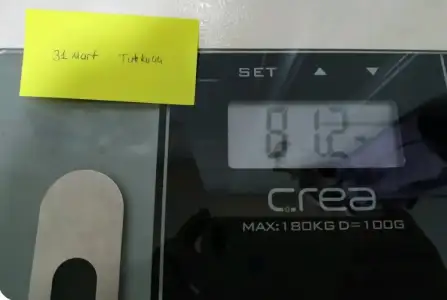 31 Mart
SET ▲ ▼
81.2
crea
MAX:180KG D=100G